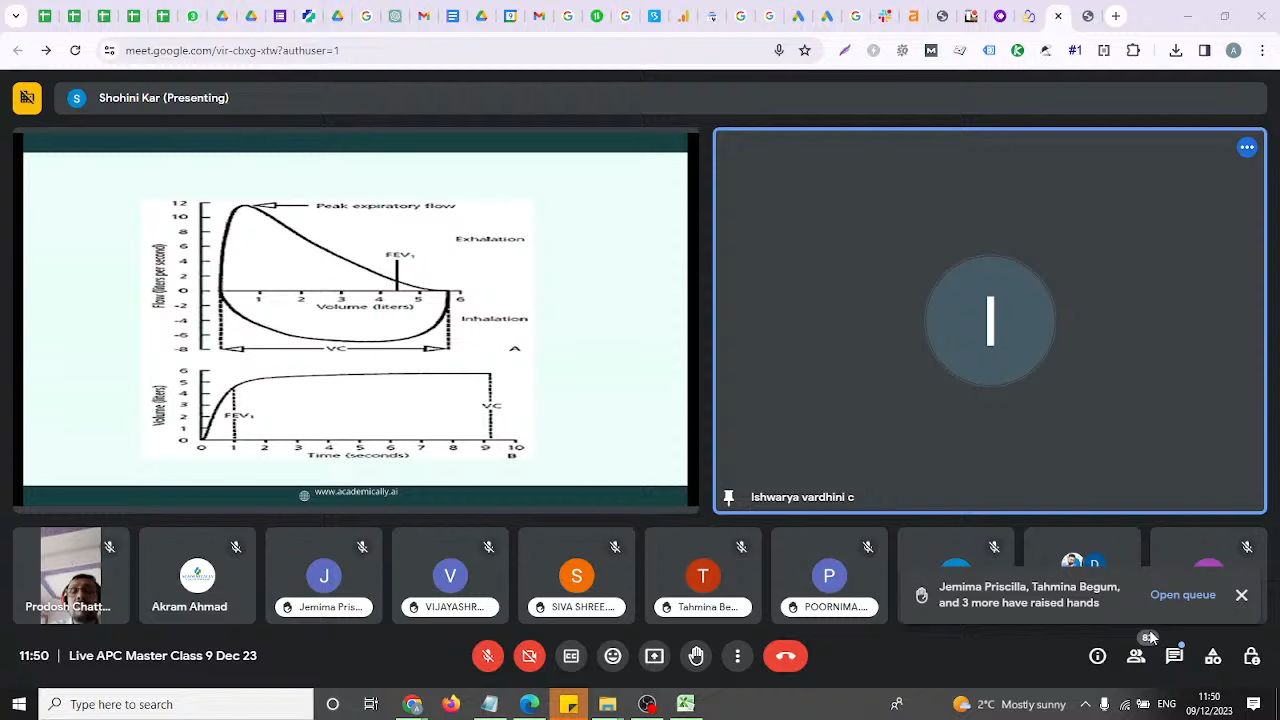 meet.google.com/vir-cbxg-xtw?authuser=1
A
S
Shohini Kar (Presenting)
12
10
8
6
4
2
0
-2
-4
-6
-8
Flow (liters per second)
Peak expiratory flow
Exhalation
FEV1
1 2 3 4 5 6
Volume (liters)
Inhalation
VC
A
6
5
4
3
2
1
0
Volume (liters)
FEV1
VC
0 1 2 3 4 5 6 7 8 9 10
Time (seconds)
B
www.academically.ai
I
Ishwarya vardhini c
Prodosh Chatt...
Akram Ahmad
J
Jemima Pris...
V
VIJAYASHR...
S
SIVA SHREE....
T
Tahmina Be...
P
POORNIMA...
D
Jemima Priscilla, Tahmina Begum,
and 3 more have raised hands
Open queue
11:50 | Live APC Master Class 9 Dec 23
Type here to search
2°C Mostly sunny
ENG
11:50
09/12/2023